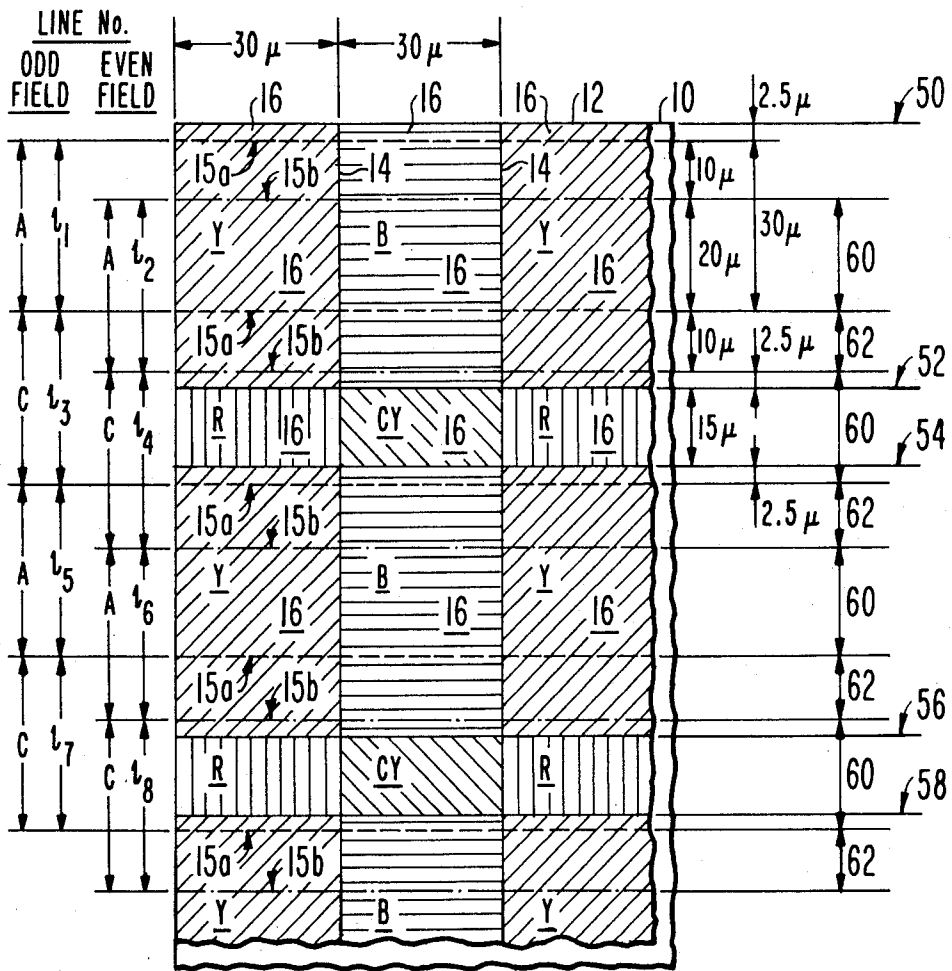 LINE No.
ODD FIELD
EVEN FIELD
30 μ 30 μ
16 16 16 12 10 2.5 μ 50
15a 14 14 10 μ
15b
A l1 A l2 Y B Y 20 μ 30 μ 60
16 16 16
15a 10 μ 2.5 μ 62
15b 52
C l3 C l4 R CY R 15 μ 60
16 16 16 54
15a 2.5 μ 62
15b
A l5 A l6 Y B Y 60
16 16 16
15a 62
15b 56
C l7 C l8 R CY R 60
58
15a 15b 62
Y B Y